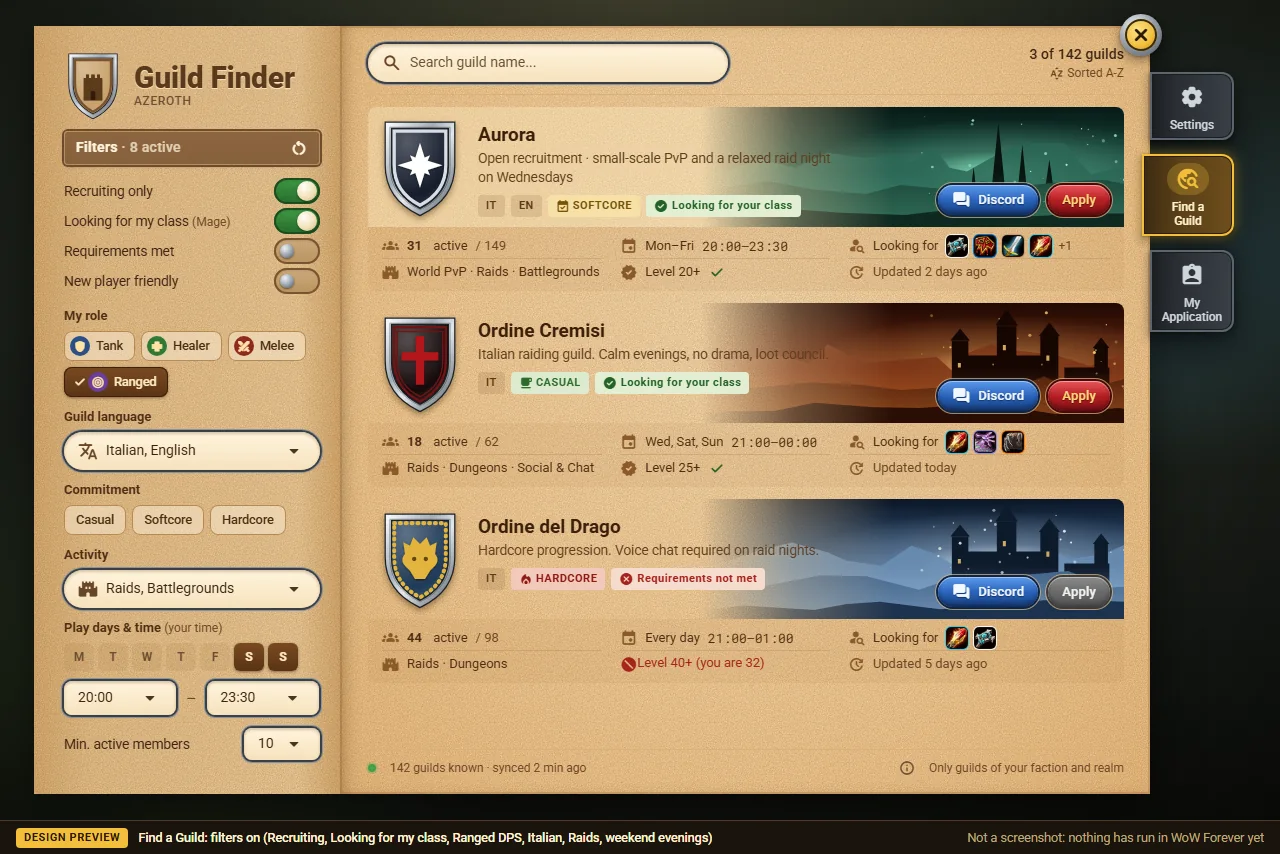 Guild Finder
AZEROTH
Filters · 8 active
Recruiting only
Looking for my class (Mage)
Requirements met
New player friendly
My role
Tank
Healer
Melee
Ranged
Guild language
Italian, English
Commitment
Casual
Softcore
Hardcore
Activity
Raids, Battlegrounds
Play days & time (your time)
M T W T F S S
20:00 – 23:30
Min. active members 10
Search guild name...
3 of 142 guilds
AZ Sorted A-Z
Aurora
Open recruitment · small-scale PvP and a relaxed raid night
on Wednesdays
IT EN SOFTCORE Looking for your class
Discord Apply
31 active / 149 Mon–Fri 20:00–23:30 Looking for +1
World PvP · Raids · Battlegrounds Level 20+ Updated 2 days ago
Ordine Cremisi
Italian raiding guild. Calm evenings, no drama, loot council.
IT CASUAL Looking for your class
Discord Apply
18 active / 62 Wed, Sat, Sun 21:00–00:00 Looking for
Raids · Dungeons · Social & Chat Level 25+ Updated today
Ordine del Drago
Hardcore progression. Voice chat required on raid nights.
IT HARDCORE Requirements not met
Discord Apply
44 active / 98 Every day 21:00–01:00 Looking for
Raids · Dungeons Level 40+ (you are 32) Updated 5 days ago
142 guilds known · synced 2 min ago
Only guilds of your faction and realm
Settings
Find a
Guild
My
Application
DESIGN PREVIEW Find a Guild: filters on (Recruiting, Looking for my class, Ranged DPS, Italian, Raids, weekend evenings)
Not a screenshot: nothing has run in WoW Forever yet